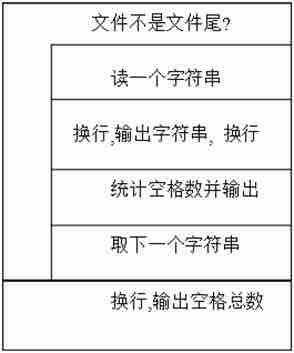 文件不是文件尾?
读一个字符串
换行,输出字符串, 换行
统计空格数并输出
取下一个字符串
换行,输出空格总数